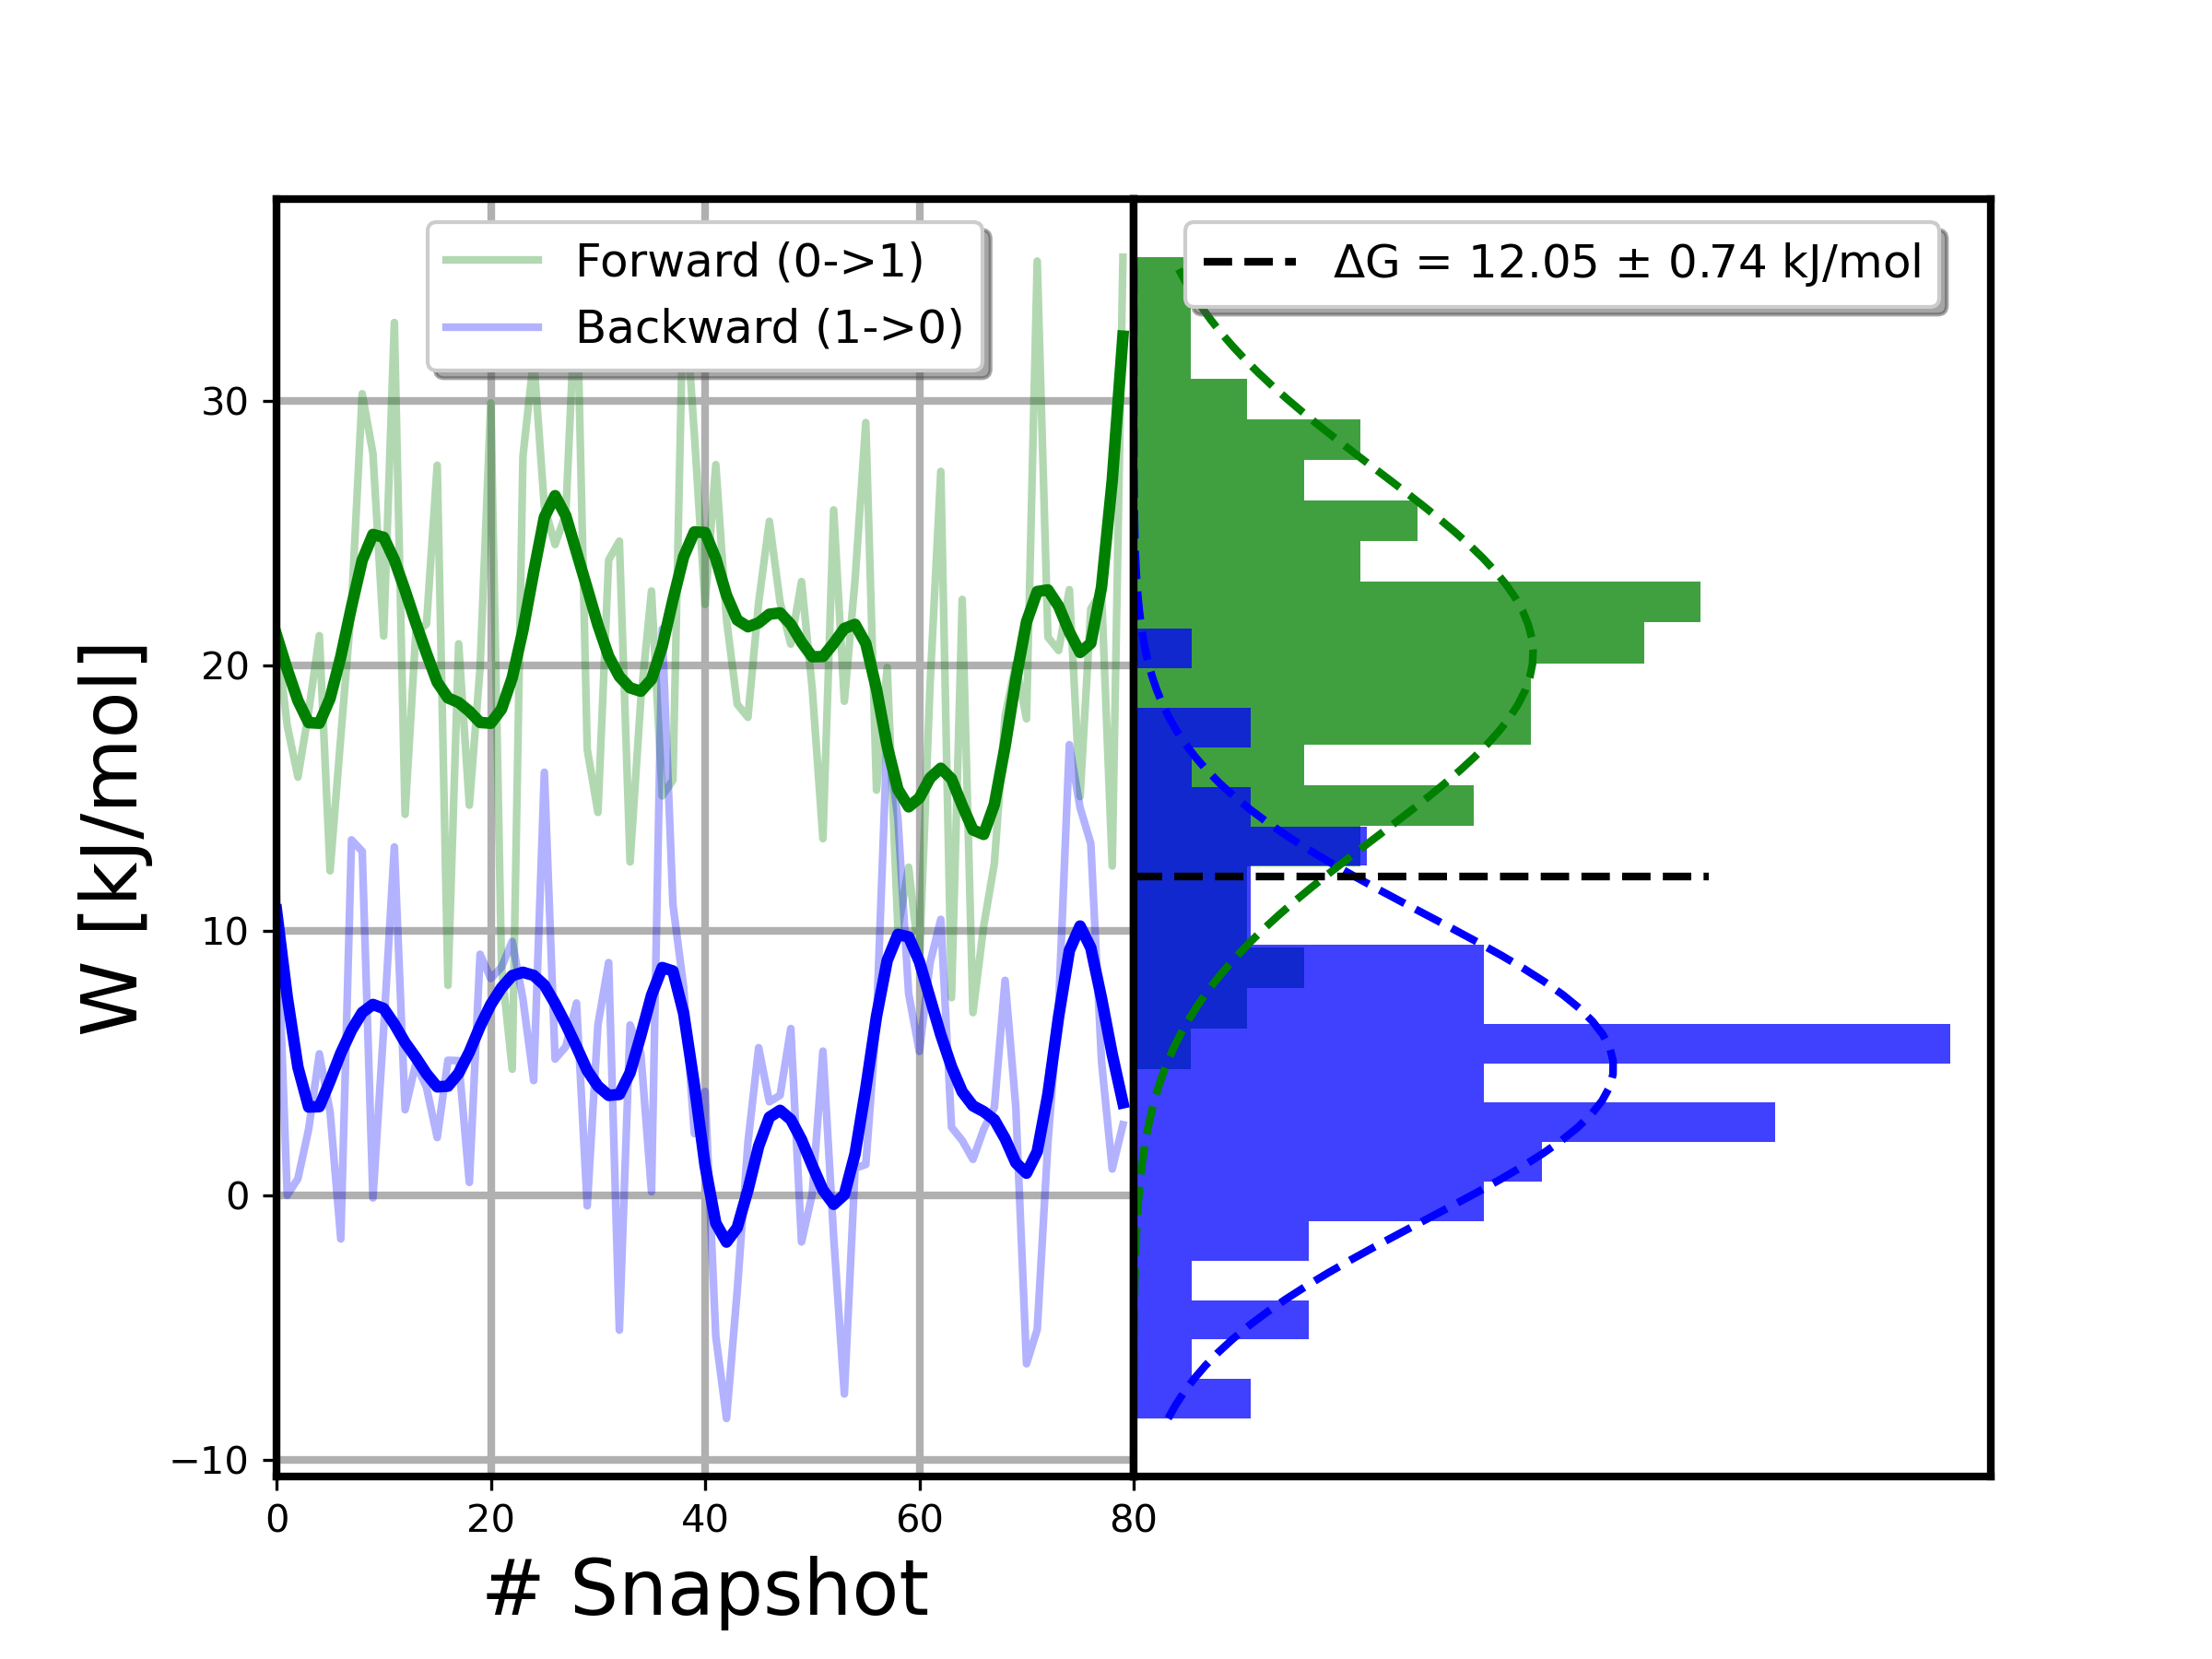 Forward (0->1)
Backward (1->0)
ΔG = 12.05 ± 0.74 kJ/mol
W [kJ/mol]
30
20
10
0
−10
0 20 40 60 80
# Snapshot